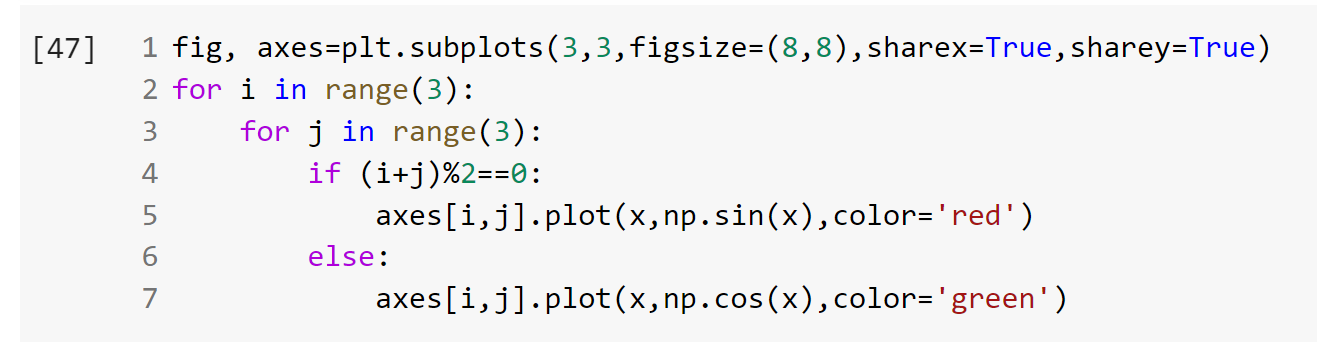 [47] 1 fig, axes=plt.subplots(3,3,figsize=(8,8),sharex=True,sharey=True)
2 for i in range(3):
3     for j in range(3):
4         if (i+j)%2==0:
5             axes[i,j].plot(x,np.sin(x),color='red')
6         else:
7             axes[i,j].plot(x,np.cos(x),color='green')